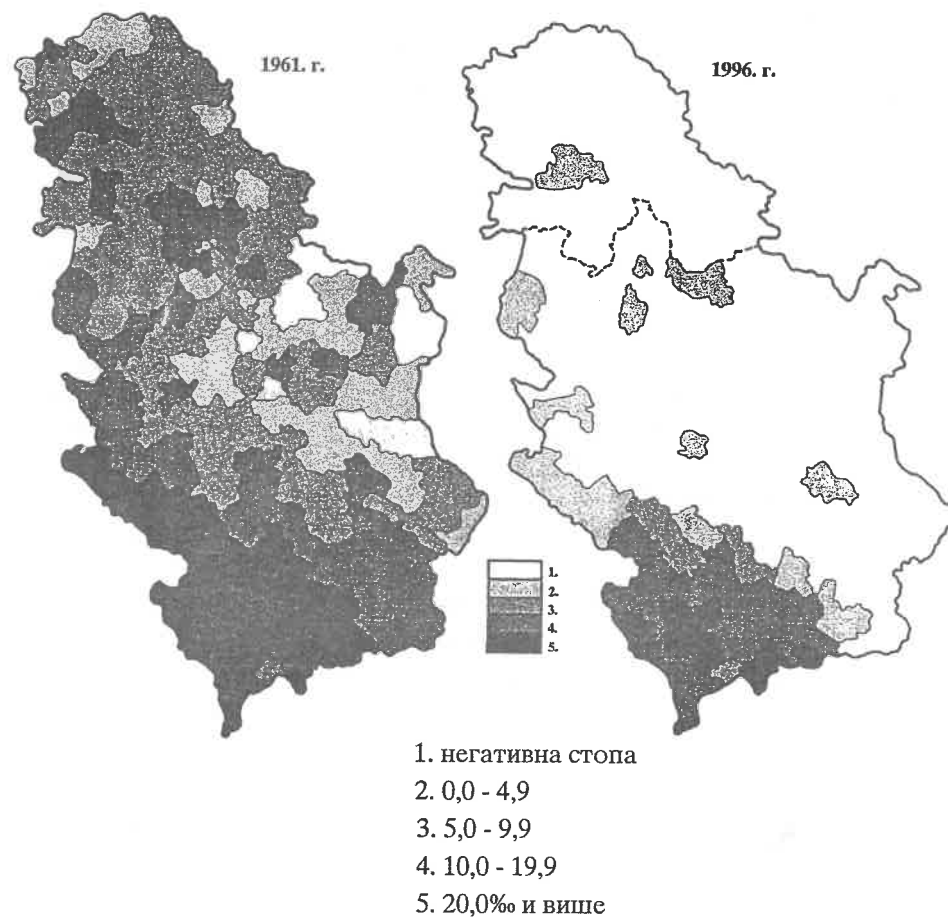 1961. г.
1996. г.
1.
2.
3.
4.
5.
1. негативна стопа
2. 0,0 - 4,9
3. 5,0 - 9,9
4. 10,0 - 19,9
5. 20,0‰ и више